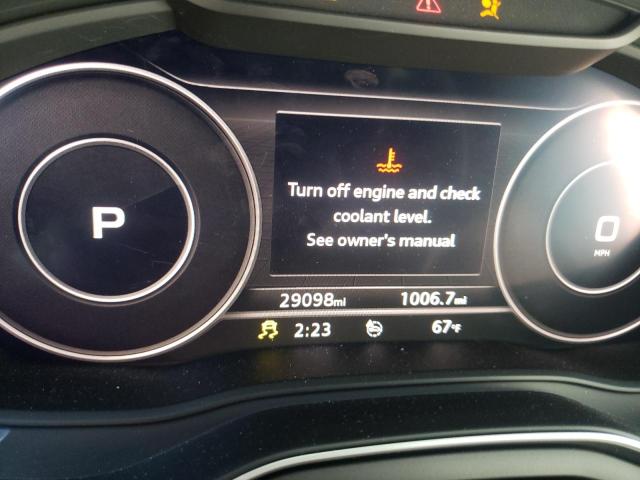 P
Turn off engine and check
coolant level.
See owner's manual
0
MPH
29098mi 1006.7mi
2:23 67°F